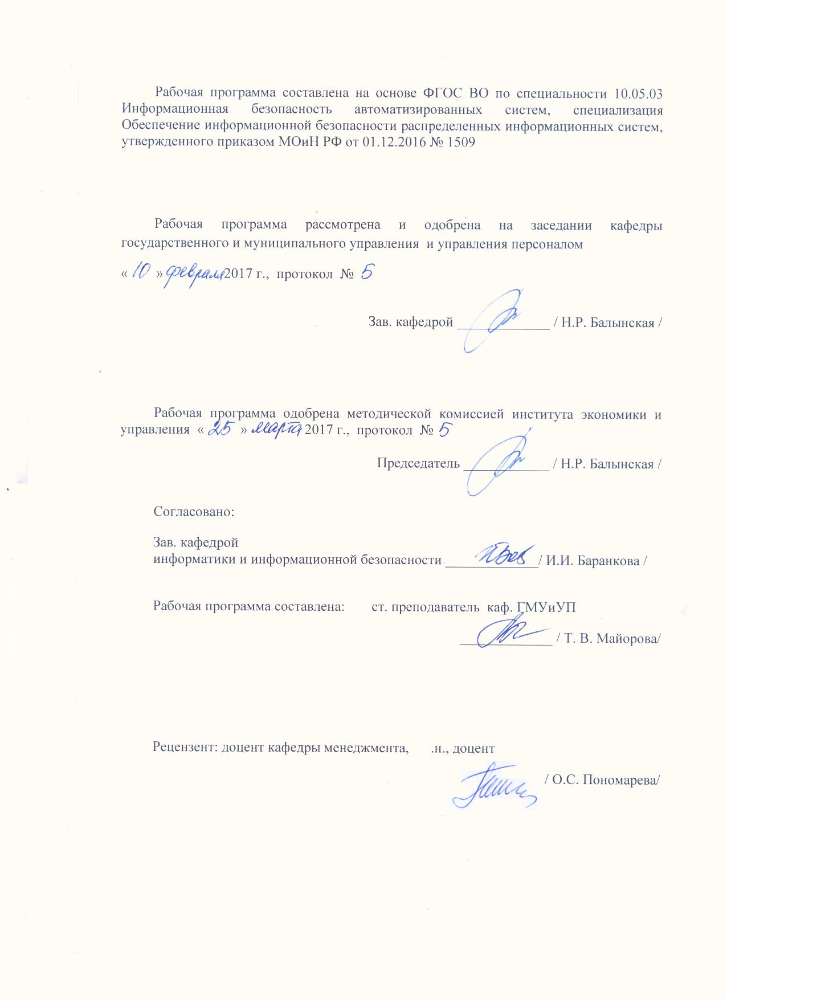 Рабочая программа составлена на основе ФГОС ВО по специальности 10.05.03
Информационная безопасность автоматизированных систем, специализация
Обеспечение информационной безопасности распределенных информационных систем,
утвержденного приказом МОиН РФ от 01.12.2016 № 1509
Рабочая программа рассмотрена и одобрена на заседании кафедры
государственного и муниципального управления и управления персоналом
« 10 » февраля 2017 г., протокол № 5
Зав. кафедрой _____________ / Н.Р. Балынская /
Рабочая программа одобрена методической комиссией института экономики и
управления « 25 » марта 2017 г., протокол № 5
Председатель ____________ / Н.Р. Балынская /
Согласовано:
Зав. кафедрой
информатики и информационной безопасности _____________/ И.И. Баранкова /
Рабочая программа составлена: ст. преподаватель каф. ГМУиУП
_____________ / Т. В. Майорова/
Рецензент: доцент кафедры менеджмента, .н., доцент
/ О.С. Пономарева/